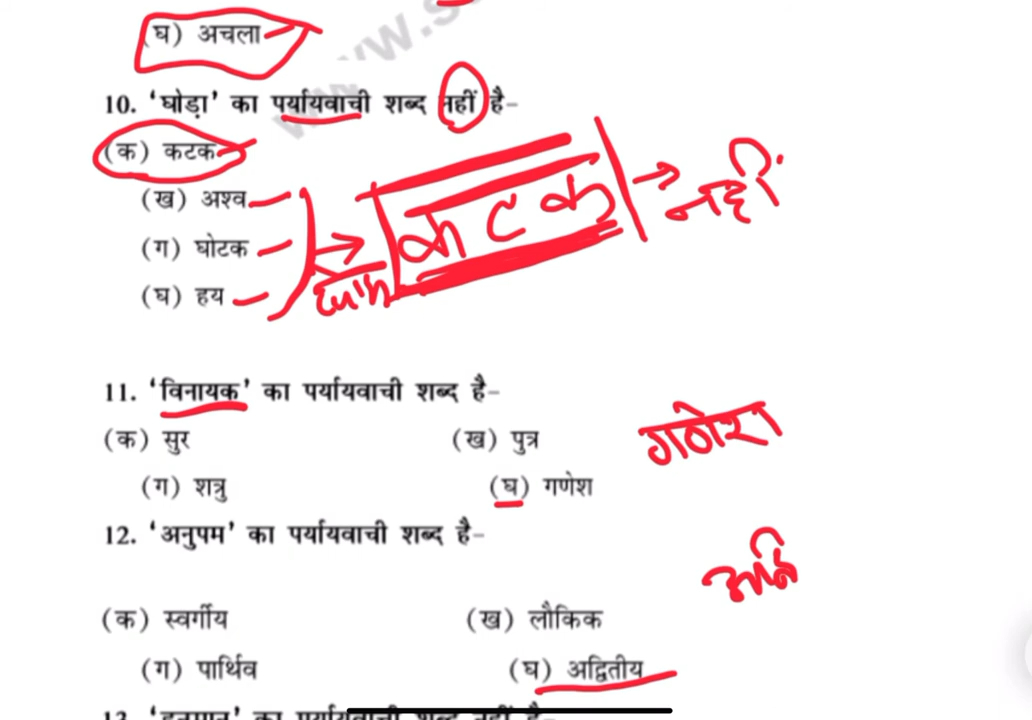 (घ) अचला
10. ‘घोड़ा’ का पर्यायवाची शब्द नहीं है–
(क) कटक
(ख) अश्व
(ग) घोटक
(घ) हय
कटक → नहीं
11. ‘विनायक’ का पर्यायवाची शब्द है–
(क) सुर (ख) पुत्र
गणेश
(ग) शत्रु (घ) गणेश
12. ‘अनुपम’ का पर्यायवाची शब्द है–
(क) स्वर्गीय (ख) लौकिक
(ग) पार्थिव (घ) अद्वितीय